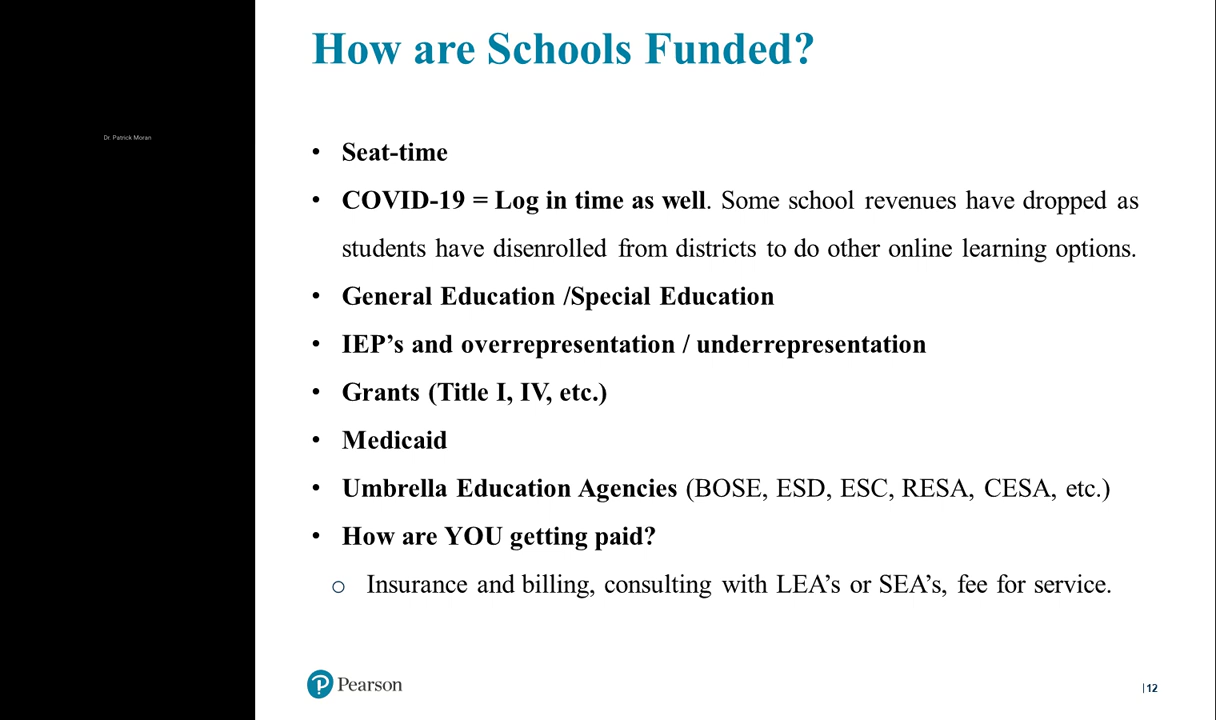 How are Schools Funded?
Dr. Patrick Moran
• Seat-time
• COVID-19 = Log in time as well. Some school revenues have dropped as
students have disenrolled from districts to do other online learning options.
• General Education /Special Education
• IEP’s and overrepresentation / underrepresentation
• Grants (Title I, IV, etc.)
• Medicaid
• Umbrella Education Agencies (BOSE, ESD, ESC, RESA, CESA, etc.)
• How are YOU getting paid?
o Insurance and billing, consulting with LEA’s or SEA’s, fee for service.
Pearson
|12